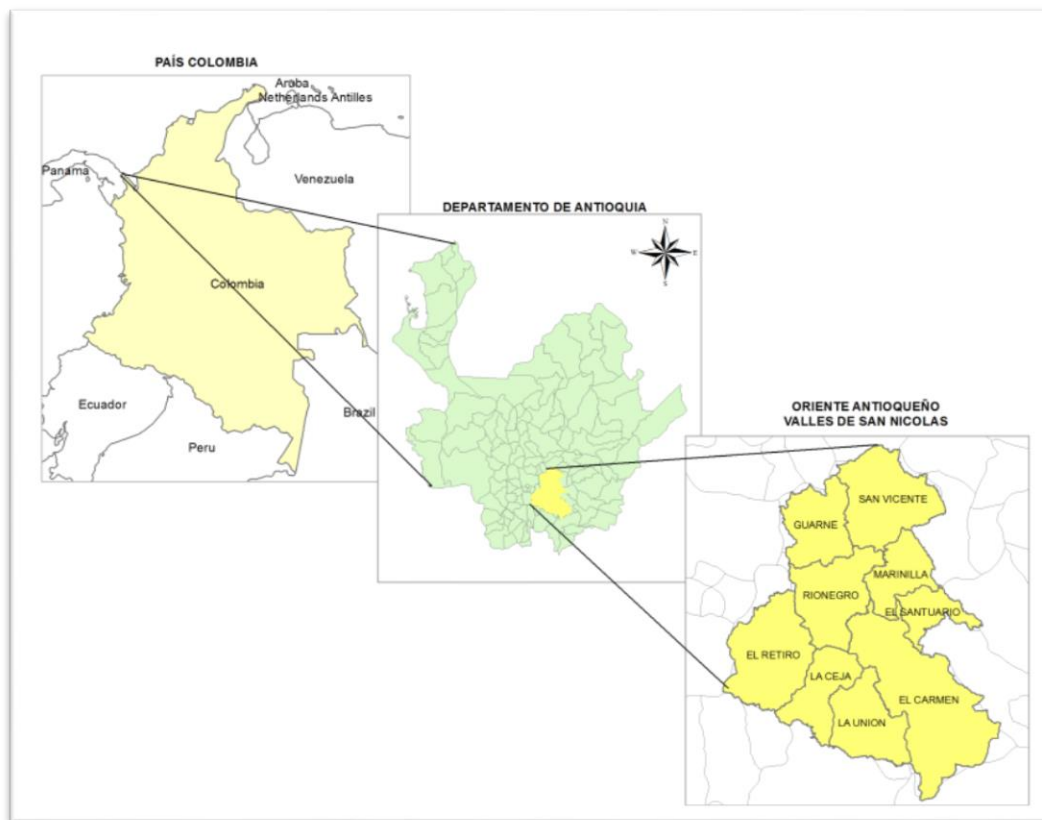 PAÍS COLOMBIA
Aroba
Netherlands Antilles
Panama
Venezuela
Colombia
Ecuador
Peru
Brazil
DEPARTAMENTO DE ANTIOQUIA
N
W
E
S
ORIENTE ANTIOQUEÑO
VALLES DE SAN NICOLAS
SAN VICENTE
GUARNE
MARINILLA
RIONEGRO
EL SANTUARIO
EL RETIRO
LA CEJA
EL CARMEN
LA UNION